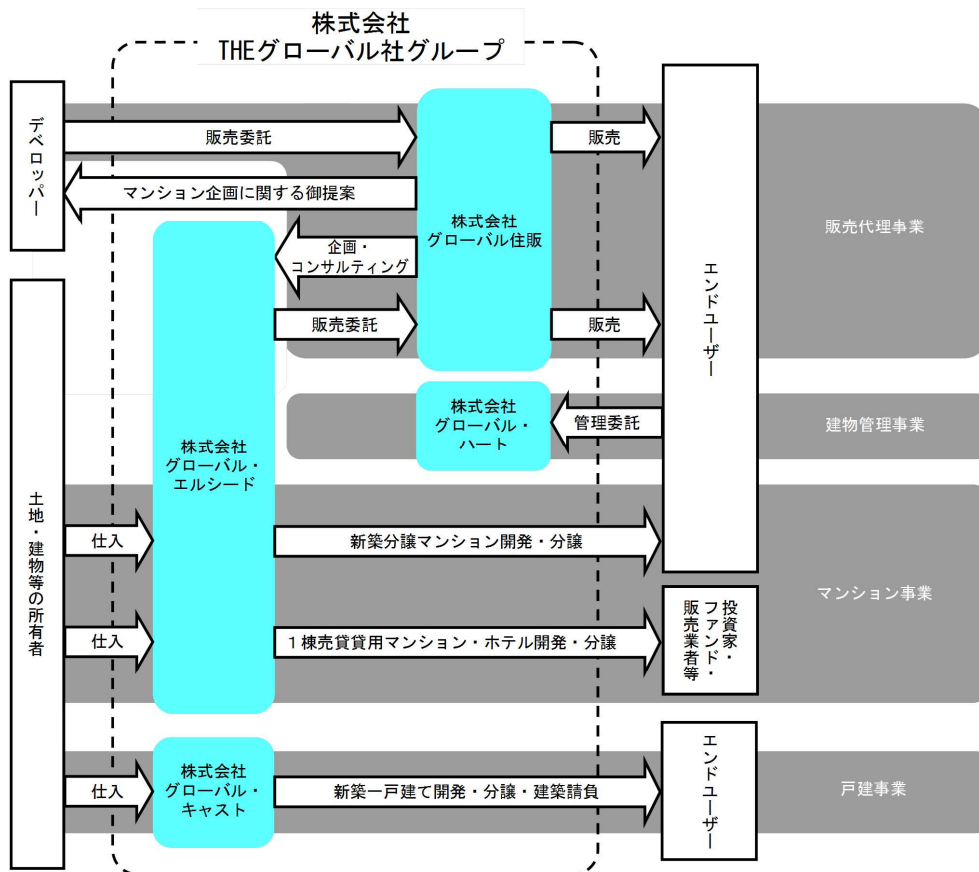 株式会社
THEグローバル社グループ
デベロッパー
販売委託
販売
マンション企画に関する御提案
株式会社
グローバル住販
企画・
コンサルティング
販売委託
販売
エンドユーザー
販売代理事業
株式会社
グローバル・
ハート
管理委託
建物管理事業
株式会社
グローバル・
エルシード
土地・建物等の所有者
仕入
新築分譲マンション開発・分譲
マンション事業
仕入
1棟売賃貸用マンション・ホテル開発・分譲
投資家・
ファンド・
販売業者等
株式会社
グローバル・
キャスト
仕入
新築一戸建て開発・分譲・建築請負
エンドユーザー
戸建事業